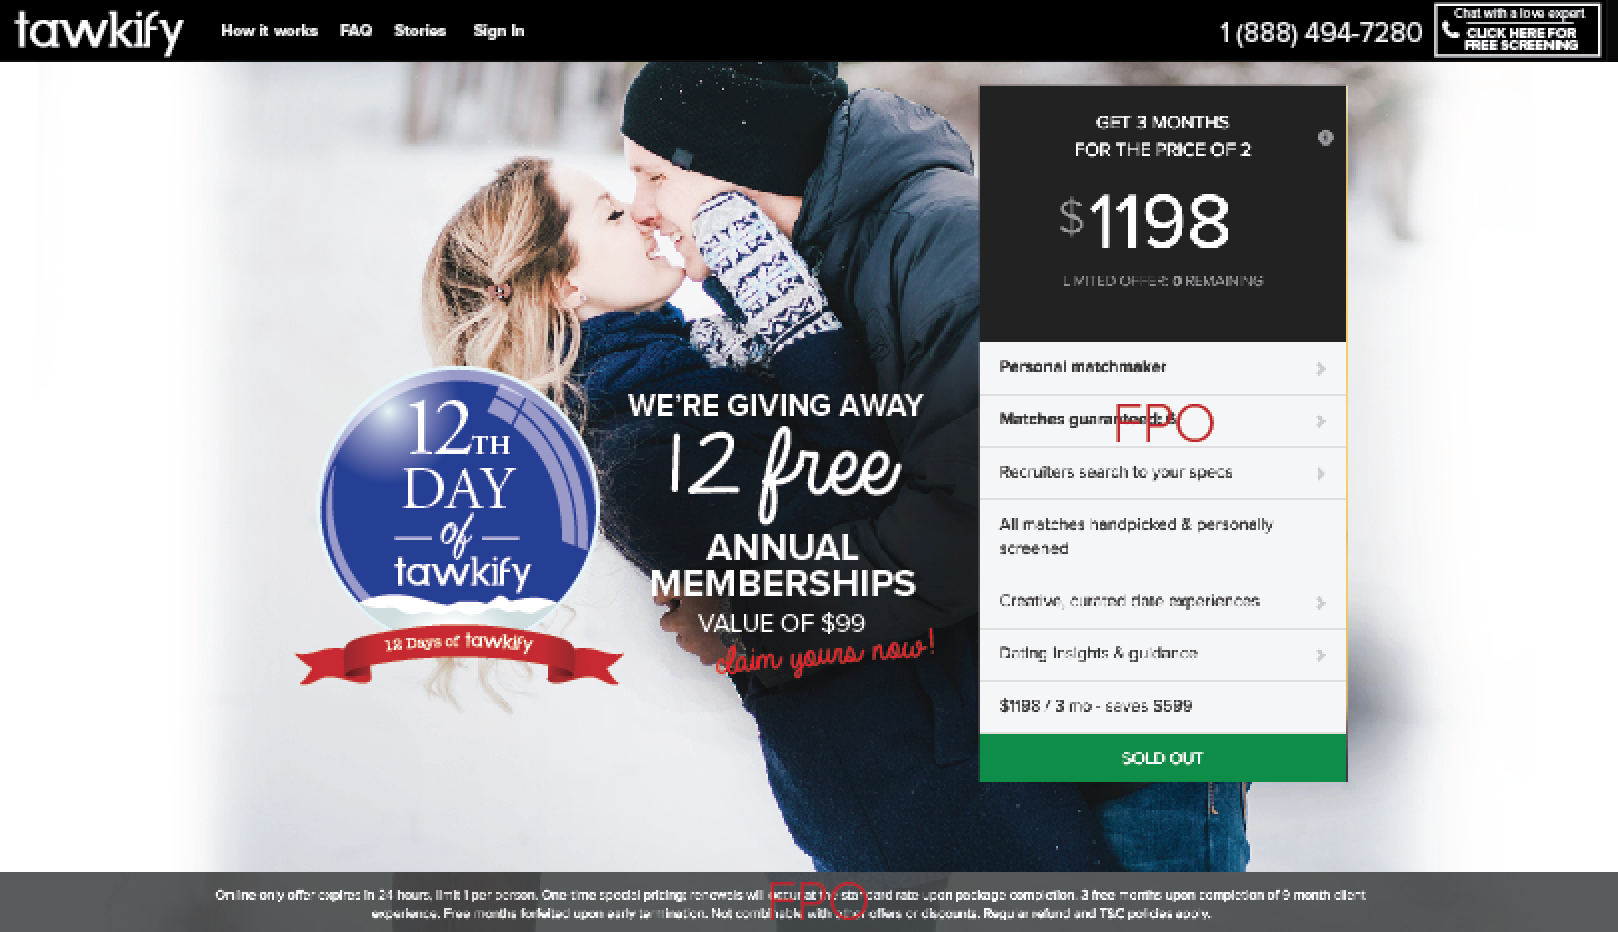 tawkify
How it works FAQ Stories Sign In
1 (888) 494-7280
Chat with a love expert
CLICK HERE FOR
FREE SCREENING
12TH
DAY
of
tawkify
12 Days of tawkify
WE'RE GIVING AWAY
12 free
ANNUAL
MEMBERSHIPS
VALUE OF $99
claim yours now!
GET 3 MONTHS
FOR THE PRICE OF 2
$1198
LIMITED OFFER: 0 REMAINING
Personal matchmaker
Matches guaranteed:
FPO
Recruiters search to your specs
All matches handpicked & personally
screened
Creative, curated date experiences
Dating insights & guidance
$1198 / 3 mo - saves $599
SOLD OUT
Online only offer expires in 24 hours, limit 1 per person. One-time special pricing; renewals will occur at the standard rate upon package completion. 3 free months upon completion of 9 month client
experience. Free months forfeited upon early termination. Not combinable with other offers or discounts. Regular refund and T&C policies apply.
FPO